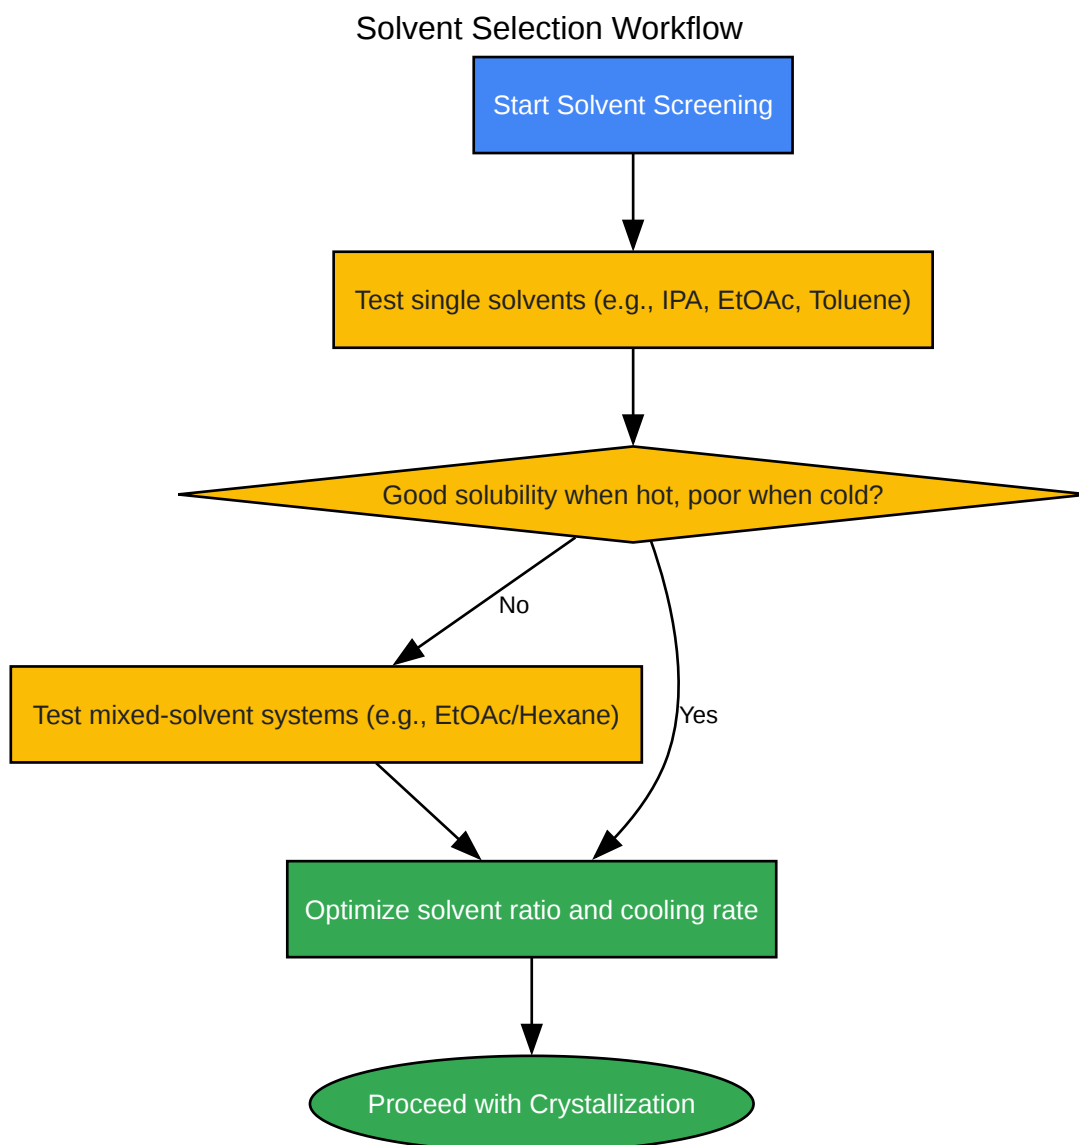 Solvent Selection Workflow
Start Solvent Screening
Test single solvents (e.g., IPA, EtOAc, Toluene)
Good solubility when hot, poor when cold?
No
Test mixed-solvent systems (e.g., EtOAc/Hexane)
Yes
Optimize solvent ratio and cooling rate
Proceed with Crystallization